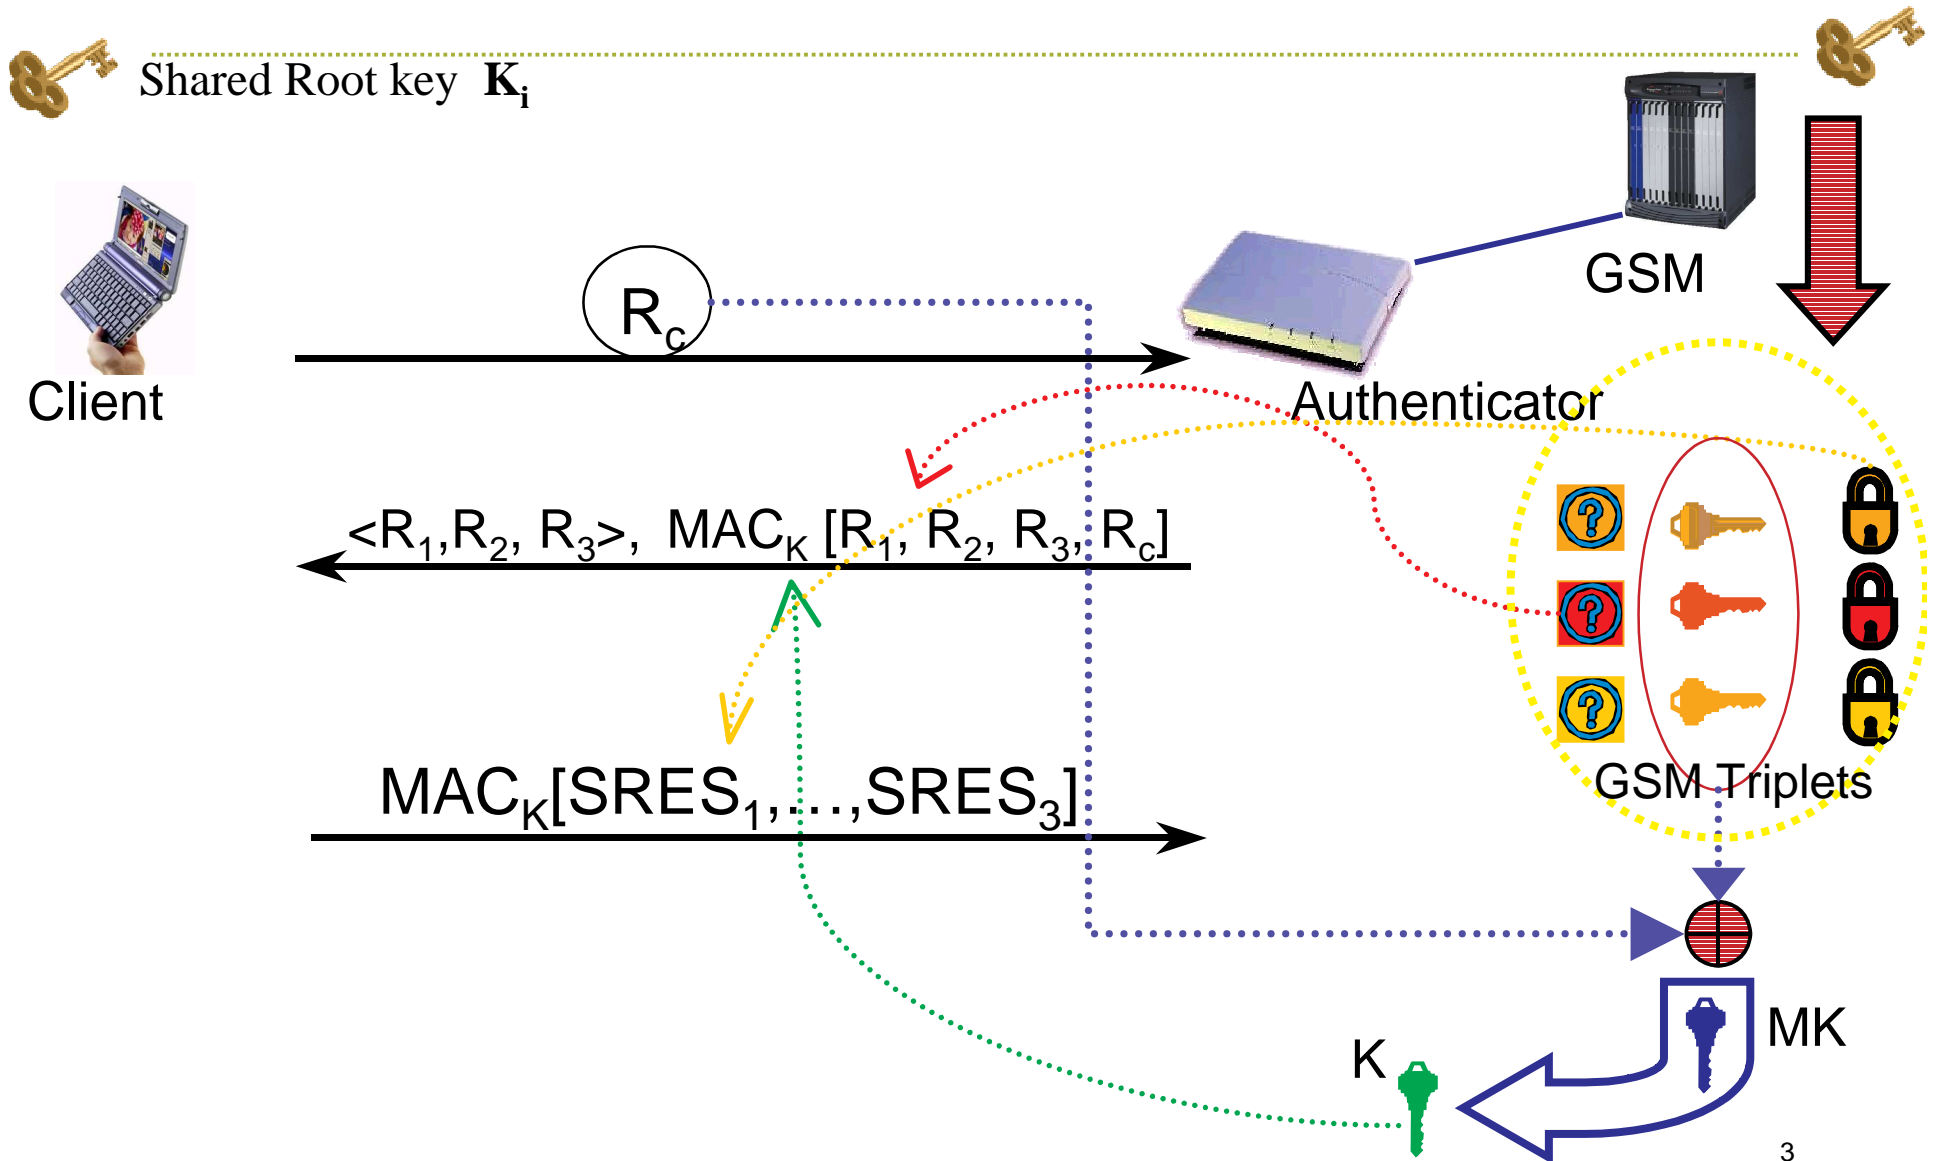 Shared Root key K_i
GSM
R_c
Client
Authenticator
<R_1,R_2, R_3>, MAC_K [R_1, R_2, R_3, R_c]
GSM Triplets
MAC_K[SRES_1,…,SRES_3]
MK
K
3